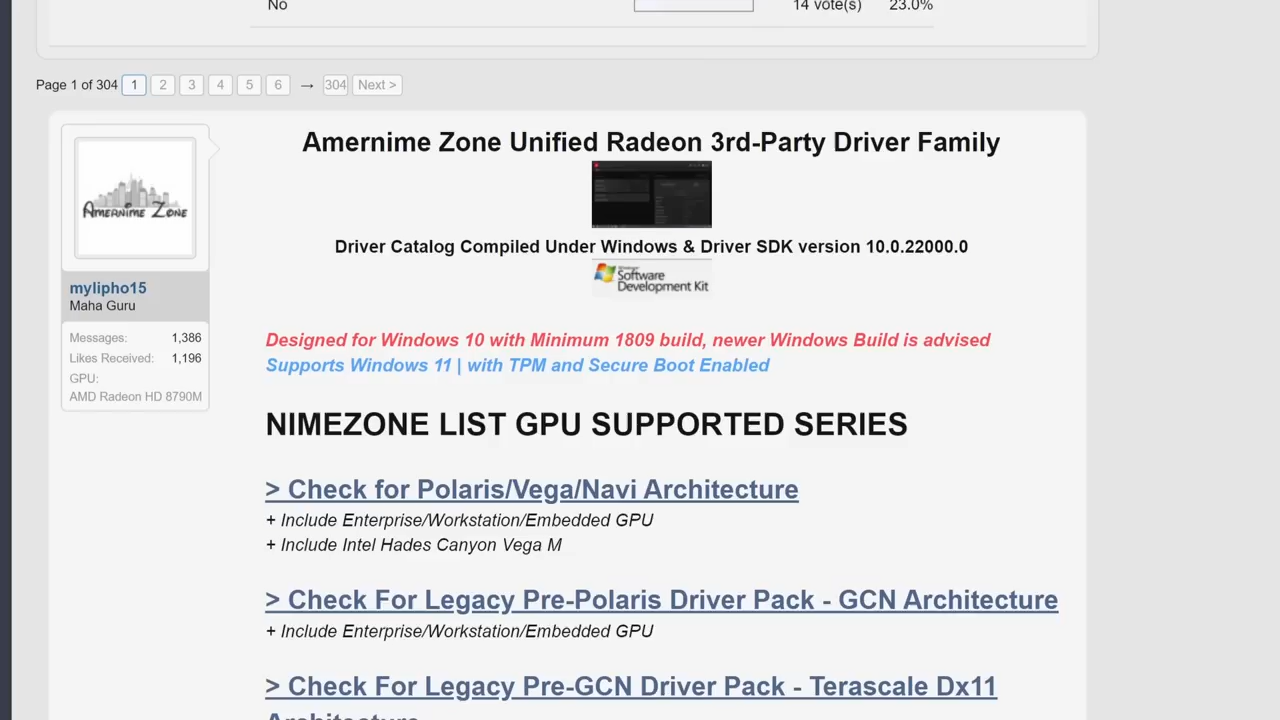 No 14 vote(s) 23.0%
Page 1 of 304 1 2 3 4 5 6 → 304 Next >
Amernime Zone Unified Radeon 3rd-Party Driver Family
AMERNIME ZONE
Driver Catalog Compiled Under Windows & Driver SDK version 10.0.22000.0
Software
Development Kit
mylipho15
Maha Guru
Messages: 1,386
Likes Received: 1,196
GPU:
AMD Radeon HD 8790M
Designed for Windows 10 with Minimum 1809 build, newer Windows Build is advised
Supports Windows 11 | with TPM and Secure Boot Enabled
NIMEZONE LIST GPU SUPPORTED SERIES
> Check for Polaris/Vega/Navi Architecture
+ Include Enterprise/Workstation/Embedded GPU
+ Include Intel Hades Canyon Vega M
> Check For Legacy Pre-Polaris Driver Pack - GCN Architecture
+ Include Enterprise/Workstation/Embedded GPU
> Check For Legacy Pre-GCN Driver Pack - Terascale Dx11
Architecture